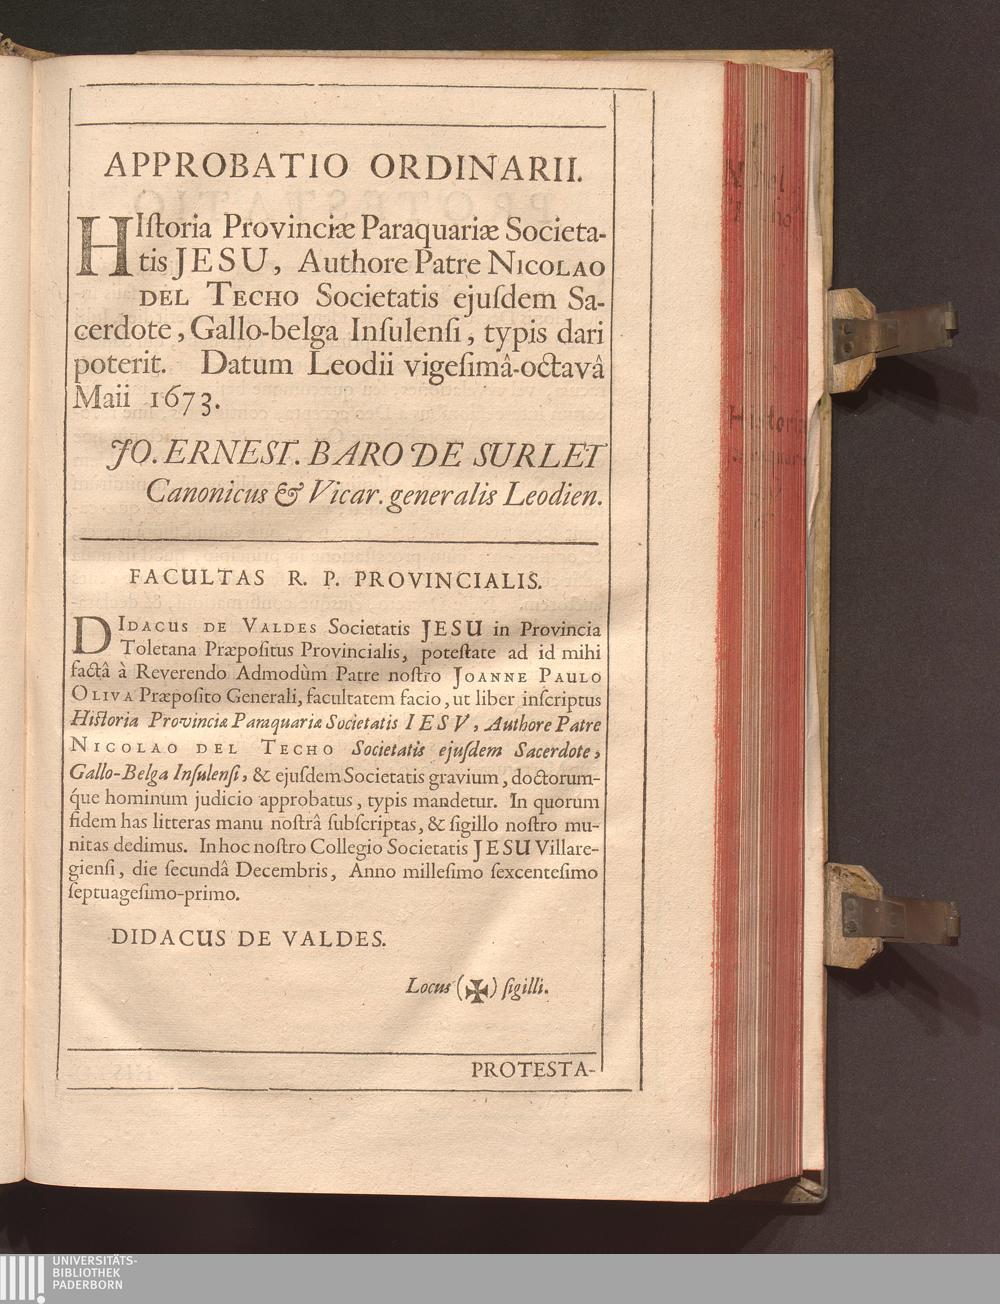 APPROBATIO ORDINARII.
HIſtoria Provinciæ Paraquariæ Societa-
tis JESU, Authore Patre NICOLAO
DEL TECHO Societatis ejuſdem Sa-
cerdote, Gallo-belga Inſulenſi, typis dari
poterit. Datum Leodii vigeſimâ-octavâ
Maii 1673.
JO. ERNEST. BARO DE SURLET
Canonicus & Vicar. generalis Leodien.
FACULTAS R. P. PROVINCIALIS.
DIDACUS DE VALDES Societatis JESU in Provincia
Toletana Præpoſitus Provincialis, poteſtate ad id mihi
factâ à Reverendo Admodùm Patre noſtro JOANNE PAULO
OLIVA Præpoſito Generali, facultatem facio, ut liber inſcriptus
Hiſtoria Provinciæ Paraquariæ Societatis IESV, Authore Patre
NICOLAO DEL TECHO Societatis ejuſdem Sacerdote,
Gallo-Belga Inſulenſi, & ejuſdem Societatis gravium, doctorum-
que hominum judicio approbatus, typis mandetur. In quorum
fidem has litteras manu noſtrâ ſubſcriptas, & ſigillo noſtro mu-
nitas dedimus. In hoc noſtro Collegio Societatis JESU Villare-
gienſi, die ſecundâ Decembris, Anno milleſimo ſexcenteſimo
ſeptuageſimo-primo.
DIDACUS DE VALDES.
Locus (✠) ſigilli.
PROTESTA-
Historia
UNIVERSITÄTS-
BIBLIOTHEK
PADERBORN